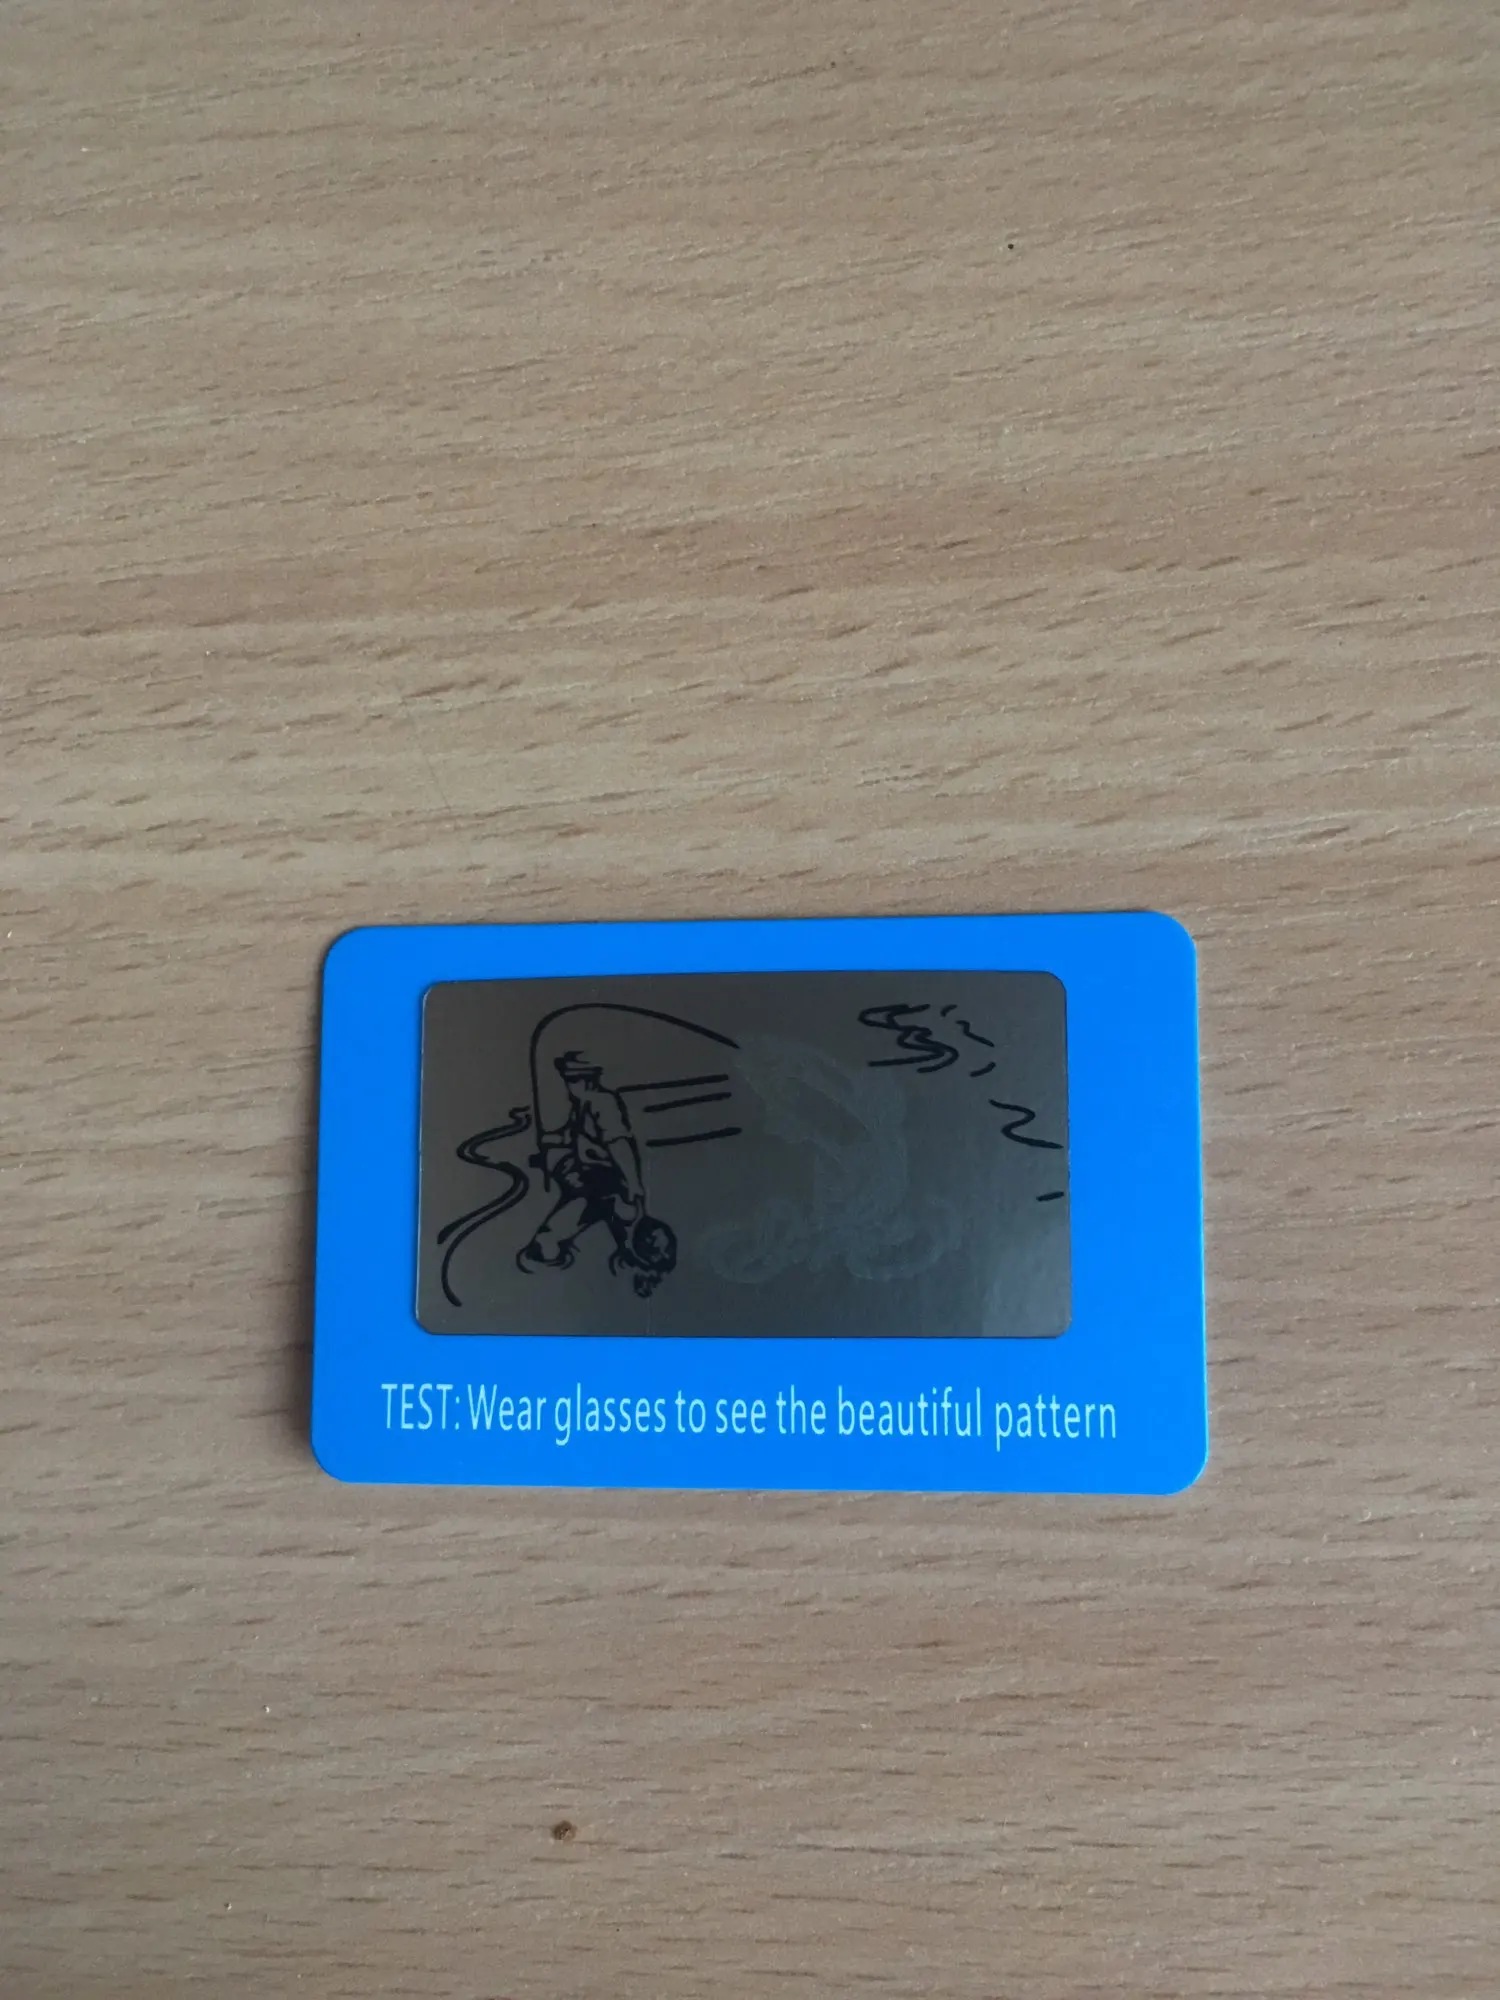 TEST: Wear glasses to see the beautiful pattern